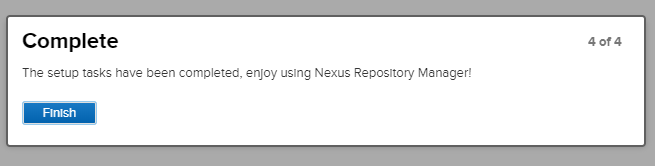 Complete
4 of 4
The setup tasks have been completed, enjoy using Nexus Repository Manager!
Finish